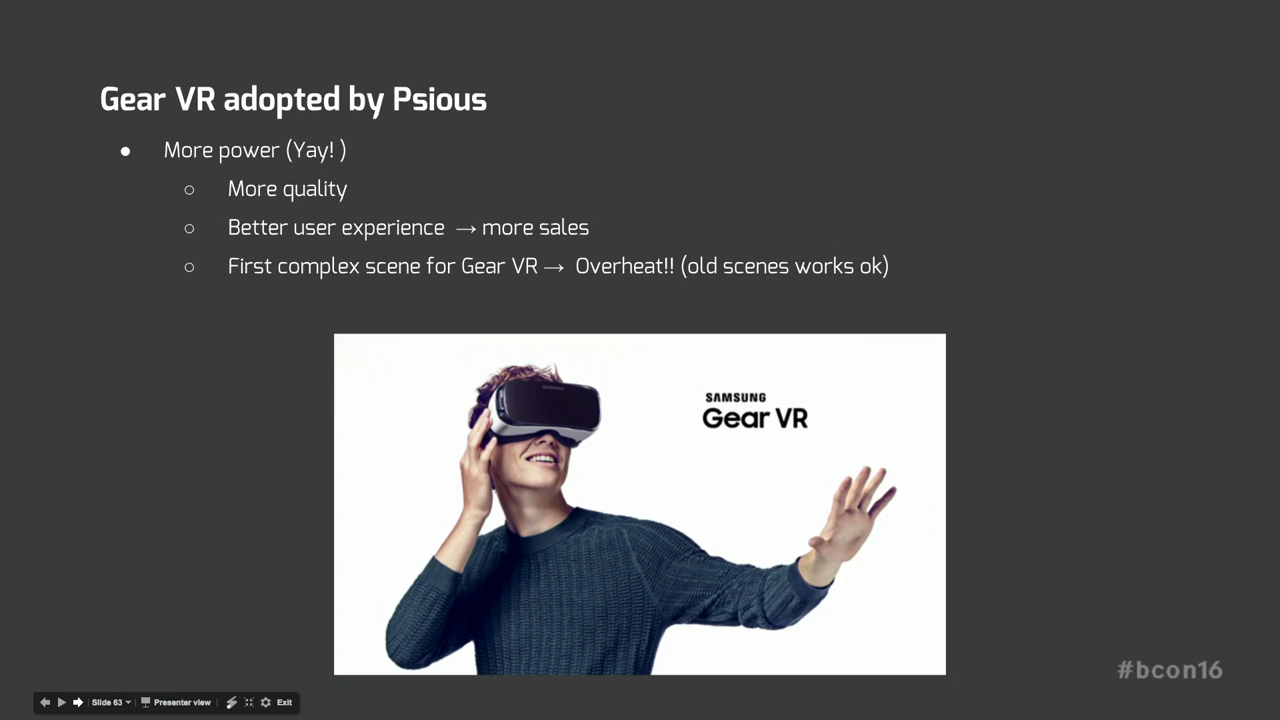 Gear VR adopted by Psious
● More power (Yay! )
○ More quality
○ Better user experience → more sales
○ First complex scene for Gear VR → Overheat!! (old scenes works ok)
SAMSUNG
SAMSUNG
Gear VR
#bcon16
Slide 63 Presenter view Exit